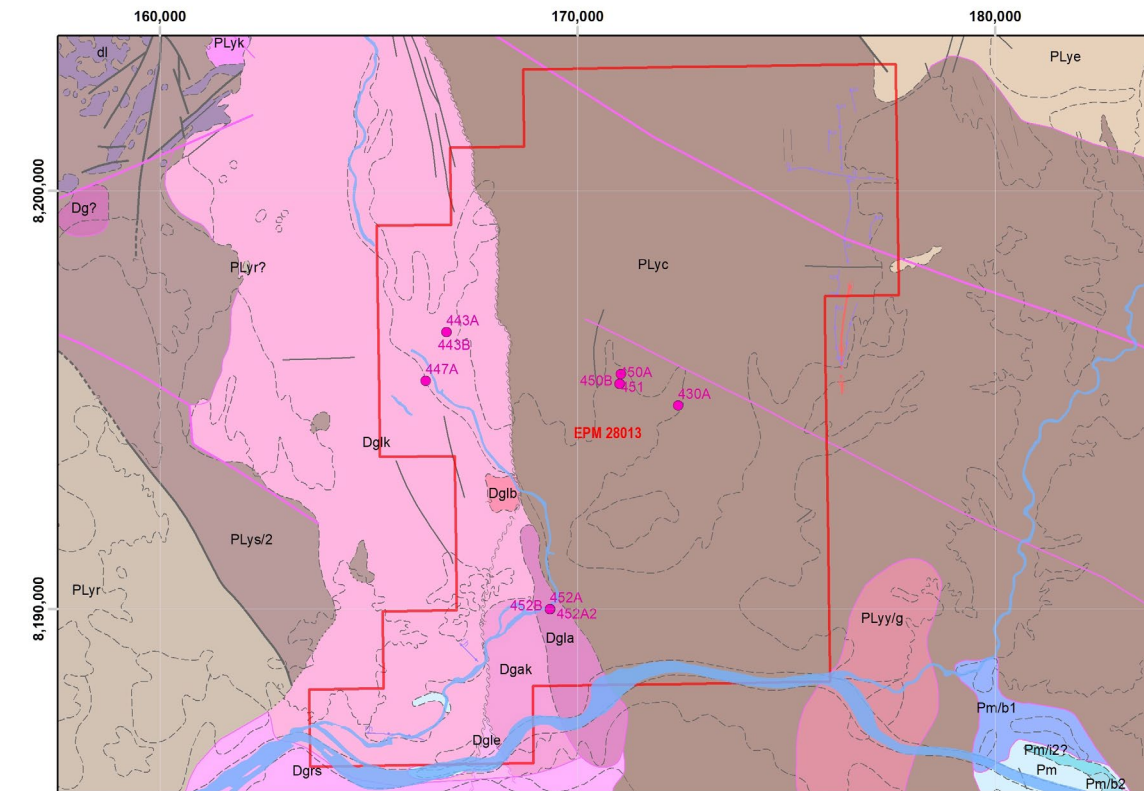 160,000
170,000
180,000
8,200,000
8,190,000
dl
PLyk
PLye
Dg?
PLyr?
PLyc
443A
443B
447A
450A
450B
451
430A
EPM 28013
Dglk
Dglb
PLys/2
PLyr
452A
452B
452A2
Dgla
PLyy/g
Dgak
Pm/b1
Dgle
Pm/i2?
Dgrs
Pm
Pm/b2